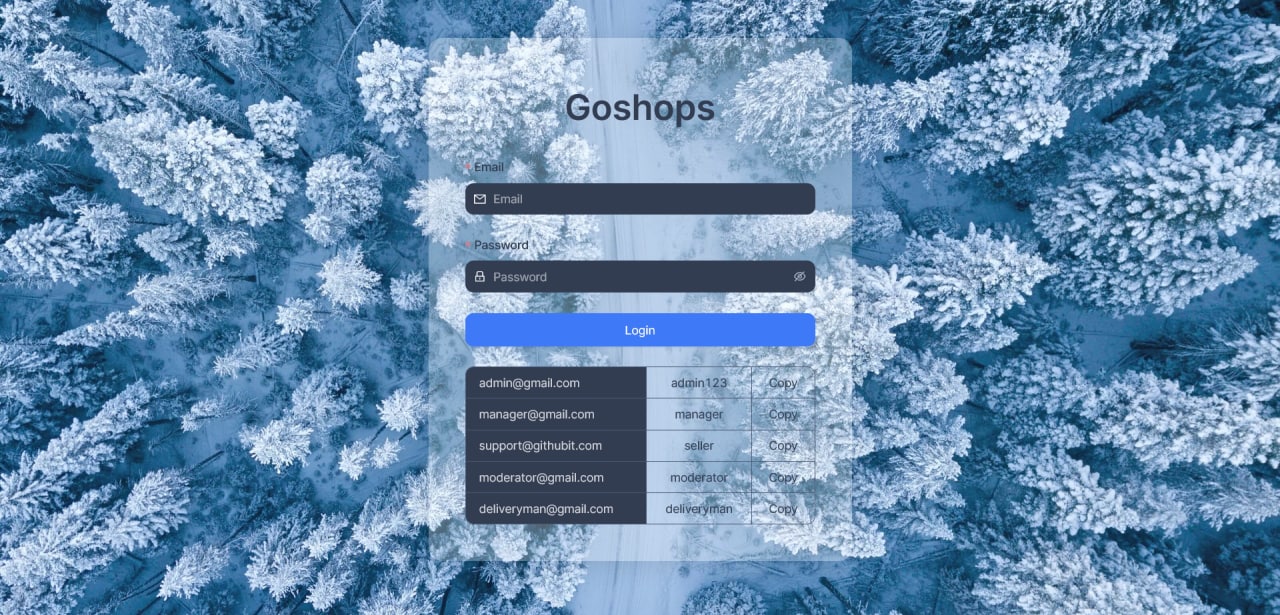 Goshops
* Email
Email
* Password
Password
Login
admin@gmail.com admin123 Copy
manager@gmail.com manager Copy
support@githubit.com seller Copy
moderator@gmail.com moderator Copy
deliveryman@gmail.com deliveryman Copy